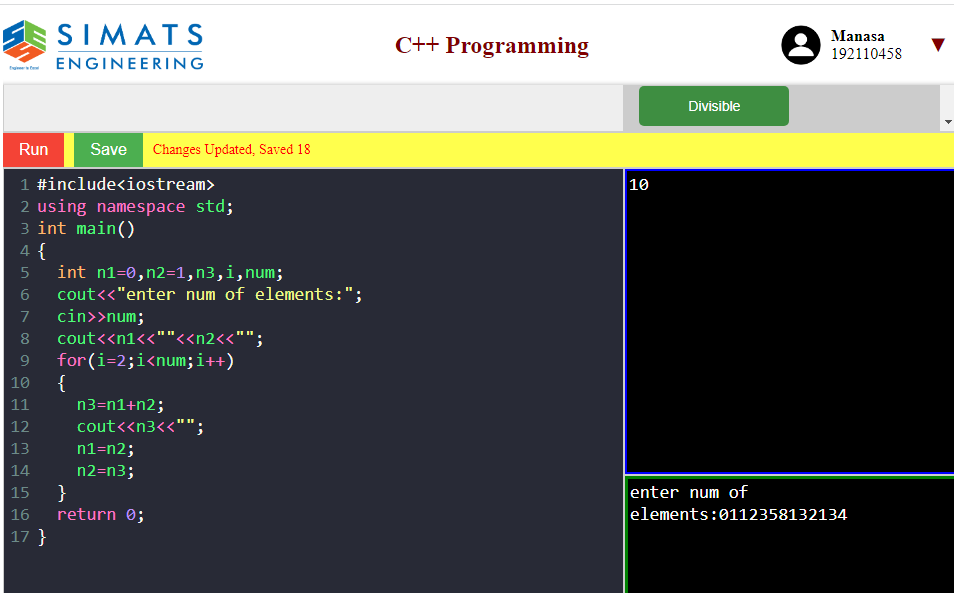 SIMATS
ENGINEERING
Engineer to Excel
C++ Programming
Manasa
192110458
Divisible
Run
Save
Changes Updated, Saved 18
1 #include<iostream>
2 using namespace std;
3 int main()
4 {
5 int n1=0,n2=1,n3,i,num;
6 cout<<"enter num of elements:";
7 cin>>num;
8 cout<<n1<<""<<n2<<"";
9 for(i=2;i<num;i++)
10 {
11 n3=n1+n2;
12 cout<<n3<<"";
13 n1=n2;
14 n2=n3;
15 }
16 return 0;
17 }
10
enter num of
elements:0112358132134